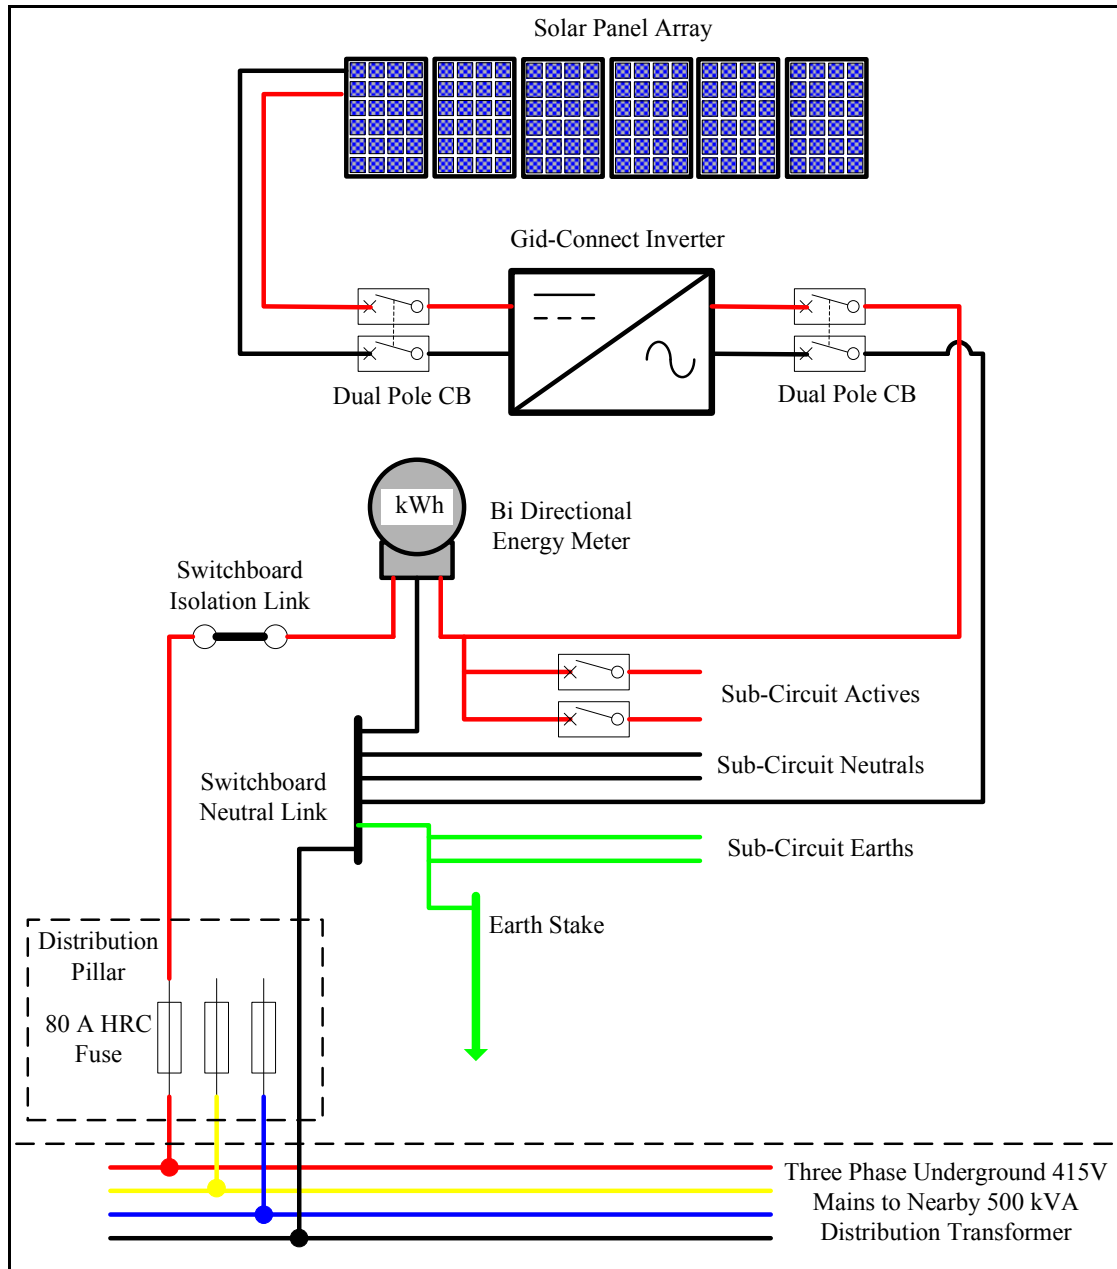 Solar Panel Array
Gid-Connect Inverter
Dual Pole CB
Dual Pole CB
kWh
Bi Directional
Energy Meter
Switchboard
Isolation Link
Sub-Circuit Actives
Switchboard
Neutral Link
Sub-Circuit Neutrals
Sub-Circuit Earths
Earth Stake
Distribution
Pillar
80 A HRC
Fuse
Three Phase Underground 415V
Mains to Nearby 500 kVA
Distribution Transformer